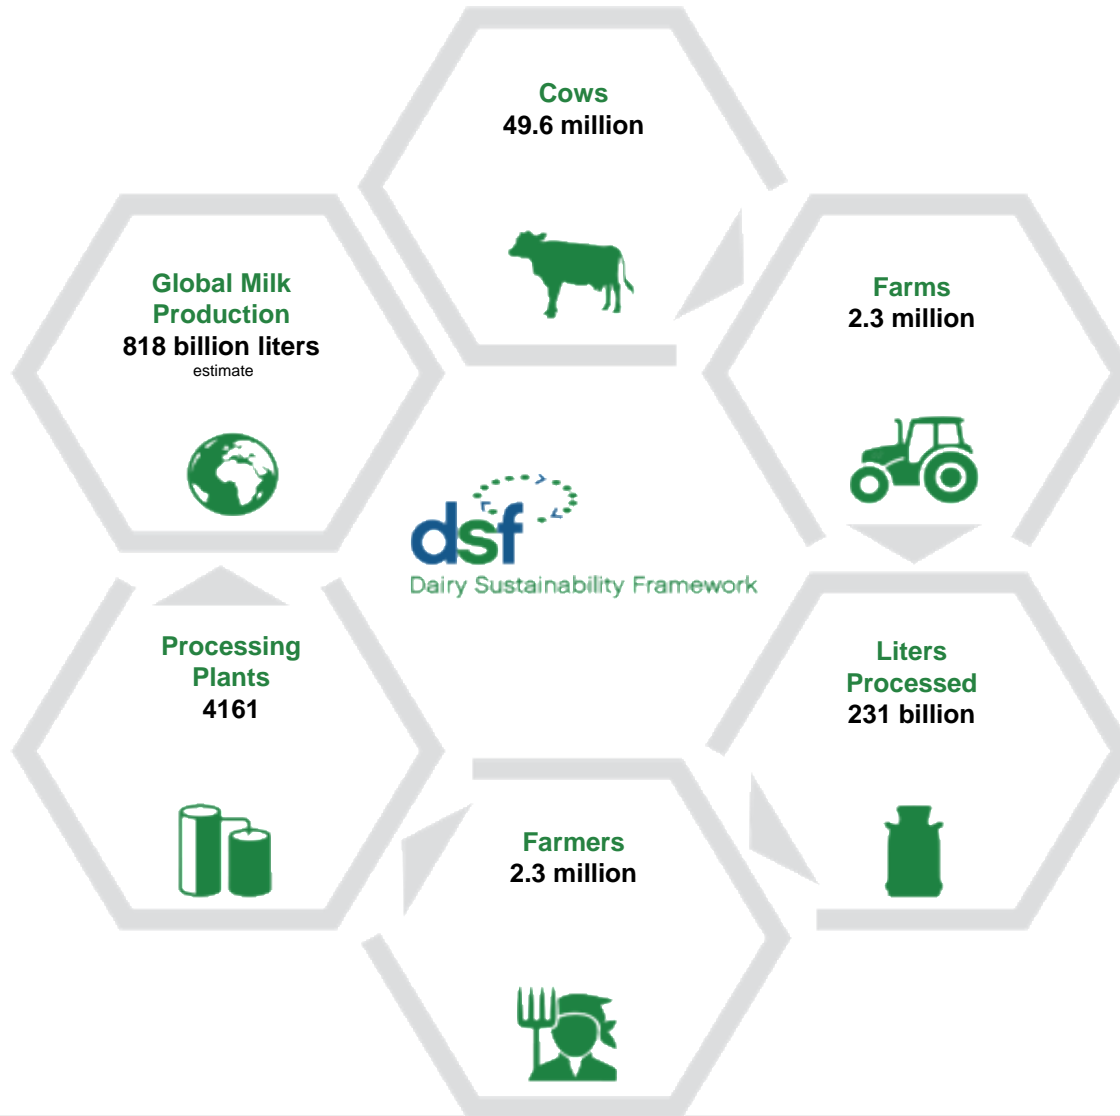 Cows
49.6 million
Global Milk
Production
818 billion liters
estimate
Farms
2.3 million
dsf
Dairy Sustainability Framework
Processing
Plants
4161
Liters
Processed
231 billion
Farmers
2.3 million